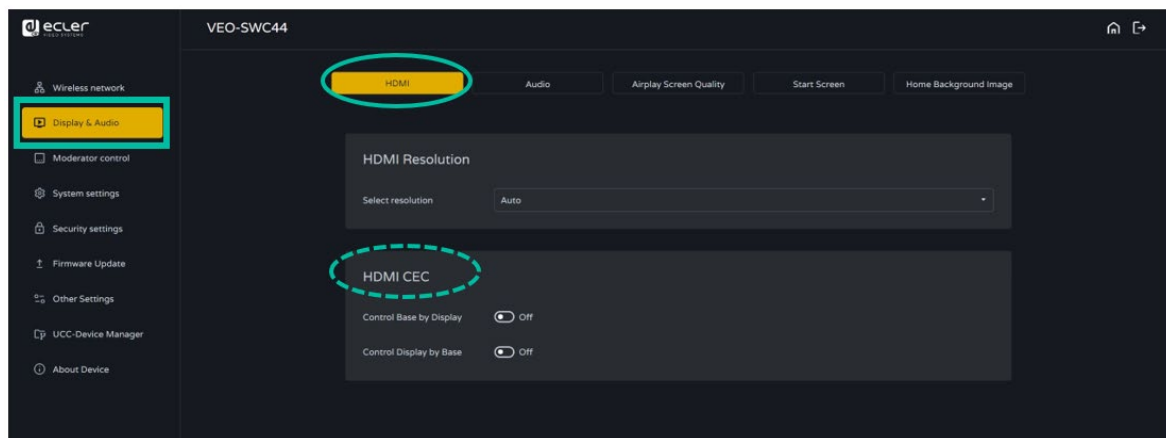 ecler
VIDEO SYSTEMS
VEO-SWC44
Wireless network
Display & Audio
Moderator control
System settings
Security settings
Firmware Update
Other Settings
UCC-Device Manager
About Device
HDMI
Audio
Airplay Screen Quality
Start Screen
Home Background Image
HDMI Resolution
Select resolution
Auto
HDMI CEC
Control Base by Display
Off
Control Display by Base
Off